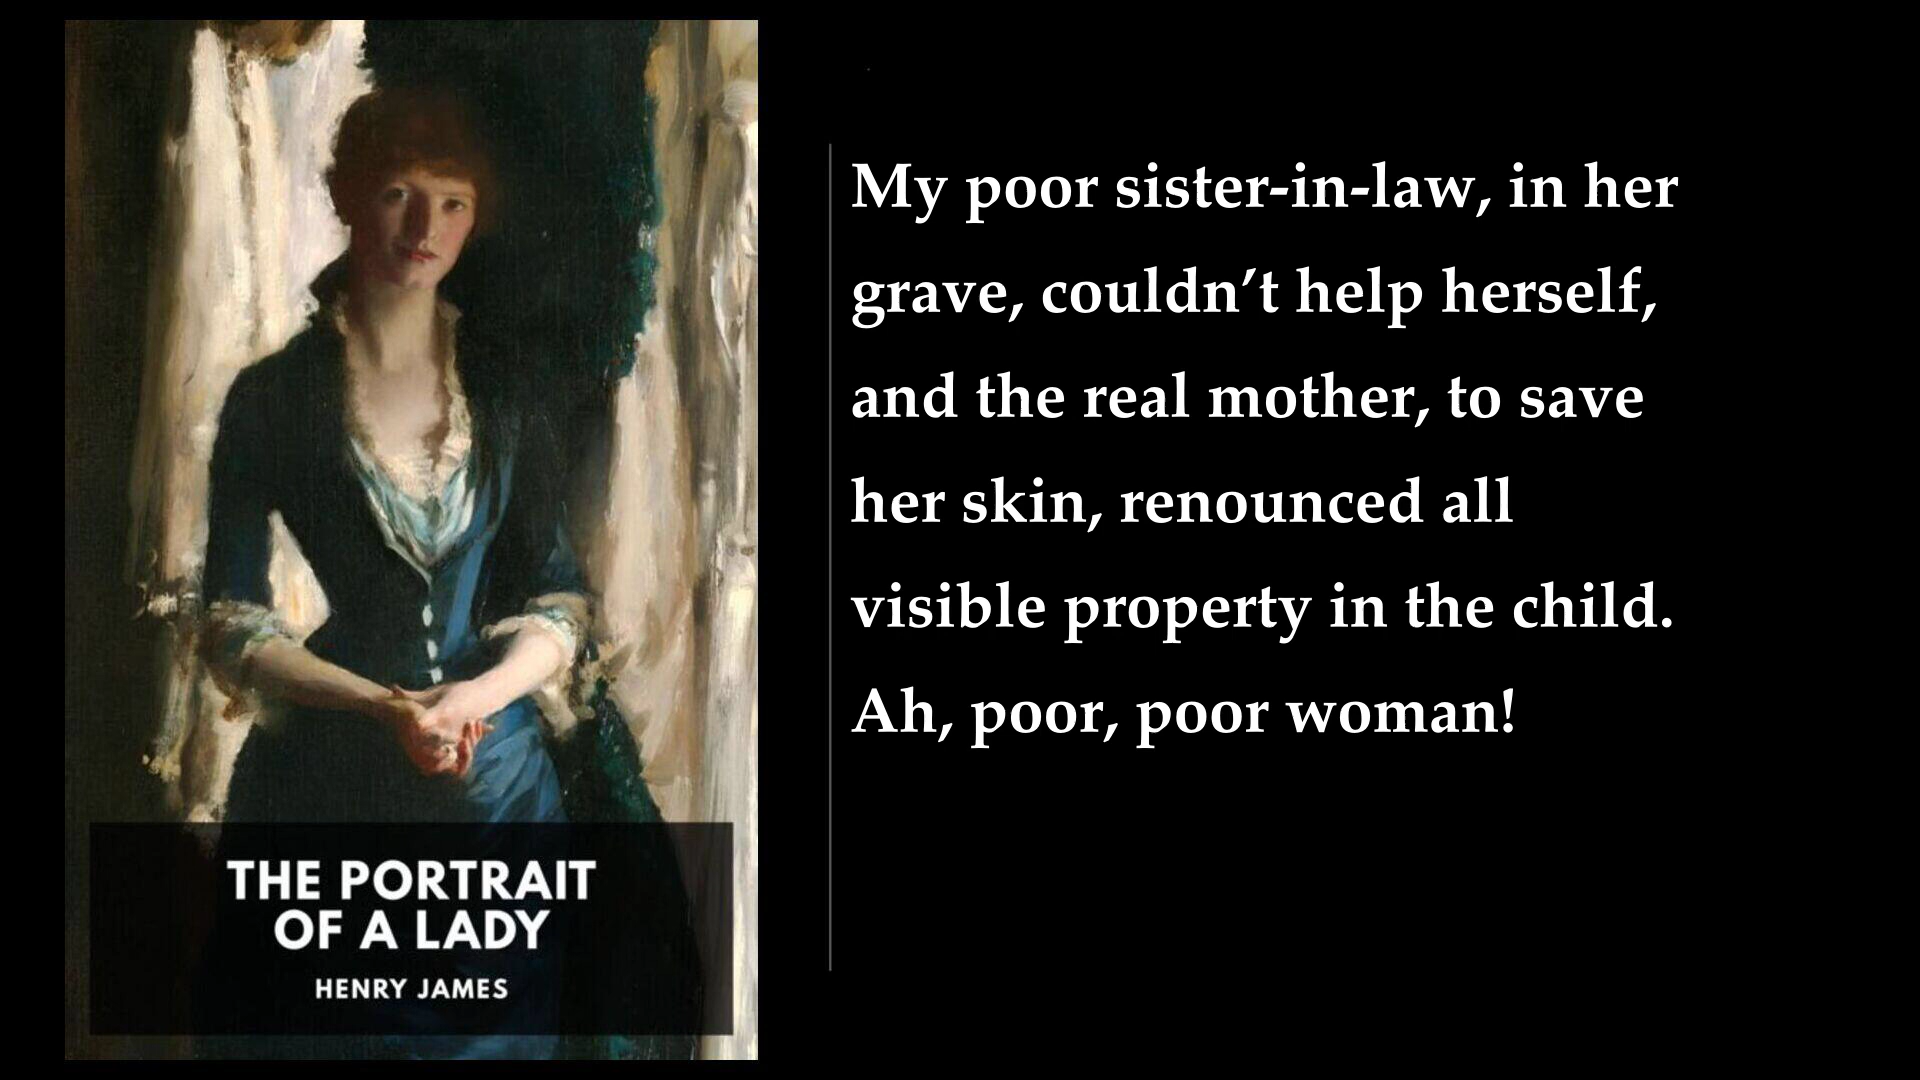 My poor sister-in-law, in her
grave, couldn’t help herself,
and the real mother, to save
her skin, renounced all
visible property in the child.
Ah, poor, poor woman!
THE PORTRAIT
OF A LADY
HENRY JAMES